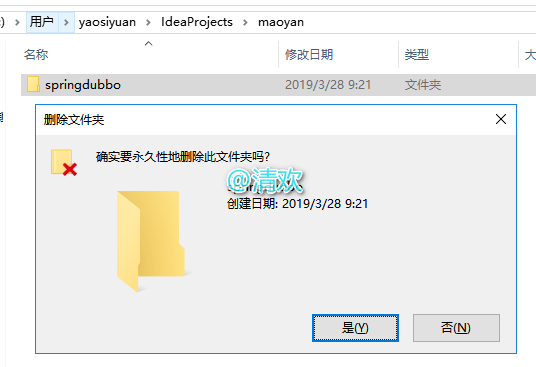 用户 › yaosiyuan › IdeaProjects › maoyan
名称 修改日期 类型
springdubbo 2019/3/28 9:21 文件夹
删除文件夹
确实要永久性地删除此文件夹吗?
@清欢
创建日期: 2019/3/28 9:21
是(Y) 否(N)